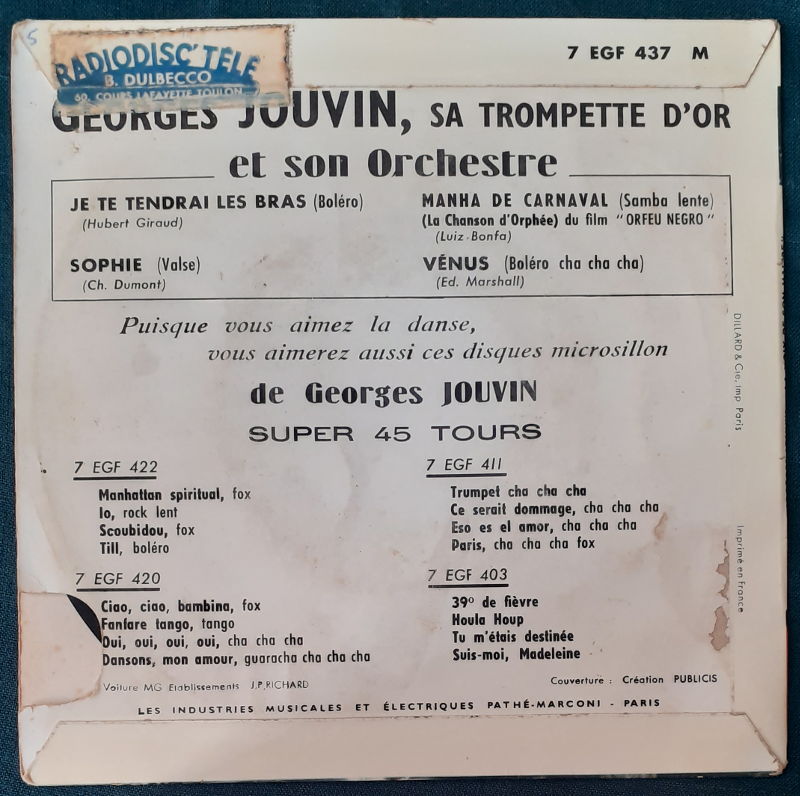 5
RADIODISC' TÉLÉ
B. DULBECCO
60, COURS LAFAYETTE TOULON
7 EGF 437 M
GEORGES JOUVIN, SA TROMPETTE D'OR
et son Orchestre
JE TE TENDRAI LES BRAS (Boléro)
(Hubert Giraud)
SOPHIE (Valse)
(Ch. Dumont)
MANHA DE CARNAVAL (Samba lente)
(La Chanson d'Orphée) du film "ORFEU NEGRO"
(Luiz Bonfa)
VÉNUS (Boléro cha cha cha)
(Ed. Marshall)
Puisque vous aimez la danse,
vous aimerez aussi ces disques microsillon
de Georges JOUVIN
SUPER 45 TOURS
7 EGF 422
Manhattan spiritual, fox
Io, rock lent
Scoubidou, fox
Till, boléro
7 EGF 420
Ciao, ciao, bambina, fox
Fanfare tango, tango
Oui, oui, oui, oui, cha cha cha
Dansons, mon amour, guaracha cha cha cha
7 EGF 411
Trumpet cha cha cha
Ce serait dommage, cha cha cha
Eso es el amor, cha cha cha
Paris, cha cha cha fox
7 EGF 403
39° de fièvre
Houla Houp
Tu m'étais destinée
Suis-moi, Madeleine
Voiture MG Etablissements J.P.RICHARD
Couverture : Création PUBLICIS
LES INDUSTRIES MUSICALES ET ÉLECTRIQUES PATHÉ-MARCONI - PARIS
DILLARD & Cie. Imp Paris
Imprimé en France